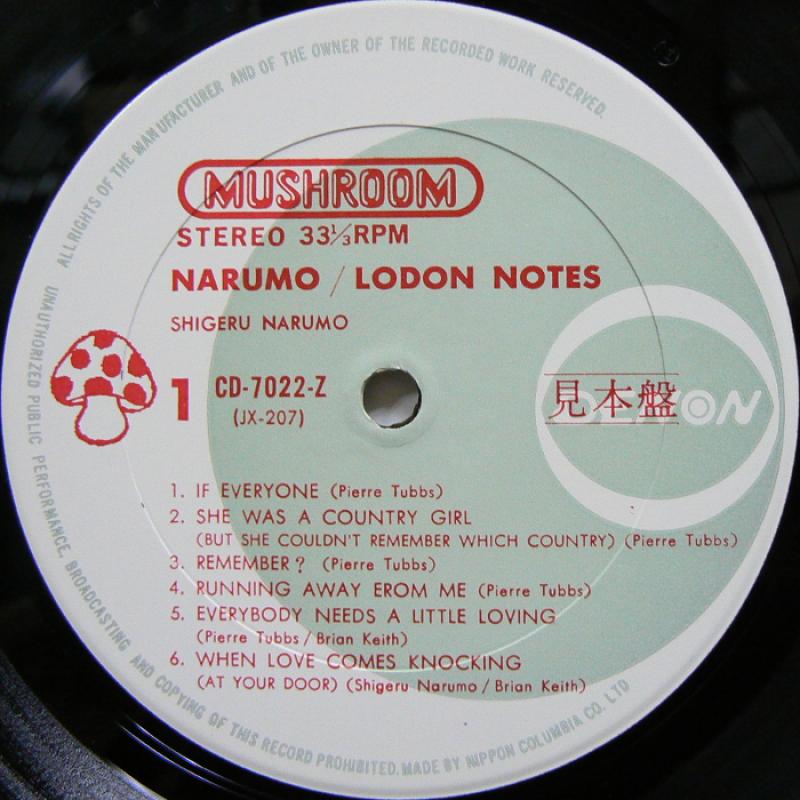 ALL RIGHTS OF THE MANUFACTURER AND OF THE OWNER OF THE RECORDED WORK RESERVED.
MUSHROOM
STEREO 33⅓RPM
NARUMO / LODON NOTES
SHIGERU NARUMO
1 CD-7022-Z
(JX-207)
見本盤
DENON
1. IF EVERYONE (Pierre Tubbs)
2. SHE WAS A COUNTRY GIRL
(BUT SHE COULDN'T REMEMBER WHICH COUNTRY) (Pierre Tubbs)
3. REMEMBER? (Pierre Tubbs)
4. RUNNING AWAY EROM ME (Pierre Tubbs)
5. EVERYBODY NEEDS A LITTLE LOVING
(Pierre Tubbs / Brian Keith)
6. WHEN LOVE COMES KNOCKING
(AT YOUR DOOR) (Shigeru Narumo / Brian Keith)
UNAUTHORIZED PUBLIC PERFORMANCE, BROADCASTING AND COPYING OF THIS RECORD PROHIBITED. MADE BY NIPPON COLUMBIA CO. LTD